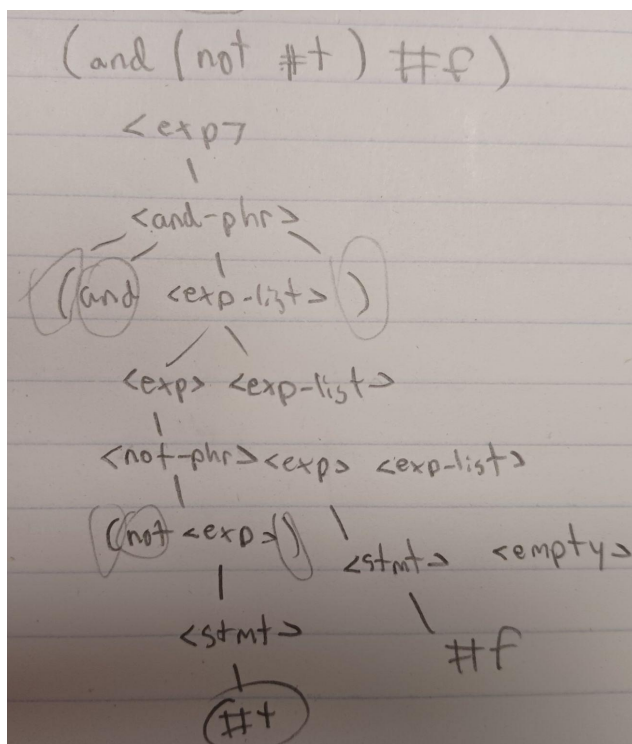 (and (not #t) #f)
<exp>
<and-phr>
(and <exp-list> )
<exp> <exp-list>
<not-phr> <exp> <exp-list>
(not <exp>) <stmt> <empty>
<stmt> #f
#t